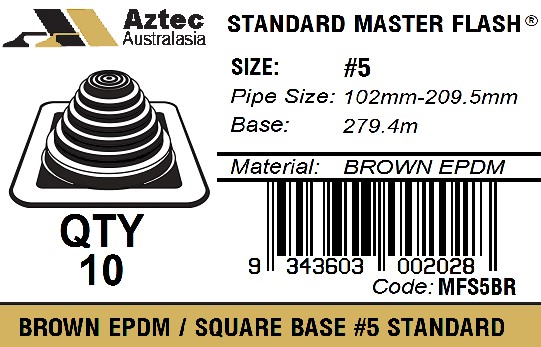 Aztec
Australasia
STANDARD MASTER FLASH®
SIZE: #5
Pipe Size: 102mm-209.5mm
Base: 279.4m
Material: BROWN EPDM
QTY
10
9 343603 002028
Code: MFS5BR
BROWN EPDM / SQUARE BASE #5 STANDARD